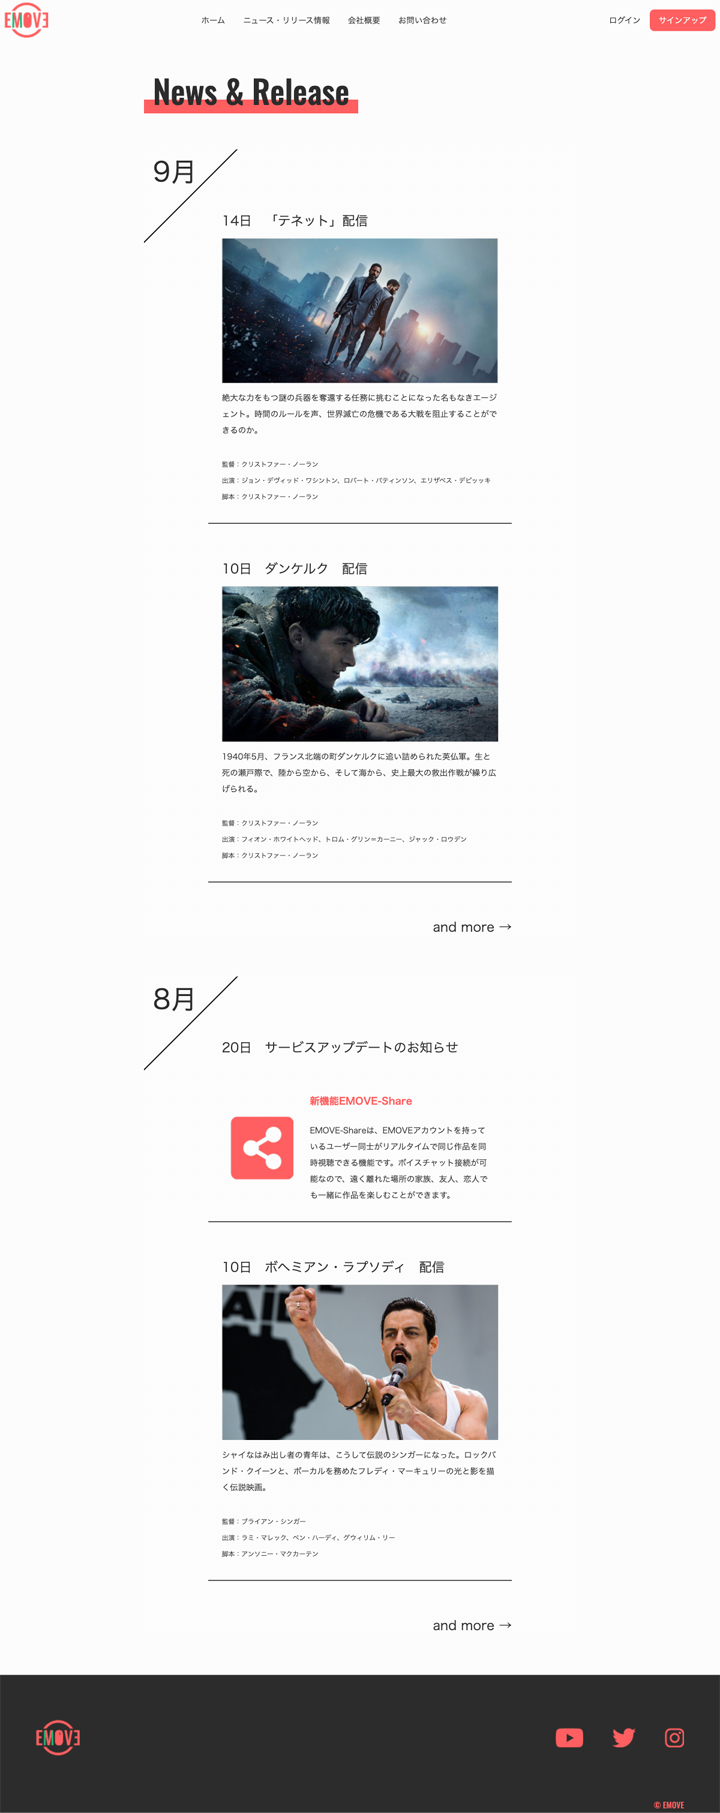 EMOVE
ホーム ニュース・リリース情報 会社概要 お問い合わせ ログイン サインアップ
News & Release
9月
14日 「テネット」配信
絶大な力をもつ謎の兵器を奪還する任務に挑むことになった名もなきエージ
ェント。時間のルールを声、世界滅亡の危機である大戦を阻止することがで
きるのか。
監督：クリストファー・ノーラン
出演：ジョン・デヴィッド・ワシントン、ロバート・パティンソン、エリザベス・デビッッキ
脚本：クリストファー・ノーラン
10日 ダンケルク 配信
1940年5月、フランス北端の町ダンケルクに追い詰められた英仏軍。生と
死の瀬戸際で、陸から空から、そして海から、史上最大の救出作戦が繰り広
げられる。
監督：クリストファー・ノーラン
出演：フィオン・ホワイトヘッド、トロム・グリン＝カーニー、ジャック・ロウデン
脚本：クリストファー・ノーラン
and more →
8月
20日 サービスアップデートのお知らせ
新機能EMOVE-Share
EMOVE-Shareは、EMOVEアカウントを持って
いるユーザー同士がリアルタイムで同じ作品を同
時視聴できる機能です。ボイスチャット接続が可
能なので、遠く離れた場所の家族、友人、恋人で
も一緒に作品を楽しむことができます。
10日 ボヘミアン・ラプソディ 配信
シャイなはみ出し者の青年は、こうして伝説のシンガーになった。ロックバ
ンド・クイーンと、ボーカルを務めたフレディ・マーキュリーの光と影を描
く伝説映画。
監督：ブライアン・シンガー
出演：ラミ・マレック、ベン・ハーディ、グウィリム・リー
脚本：アンソニー・マクカーテン
and more →
EMOVE
© EMOVE